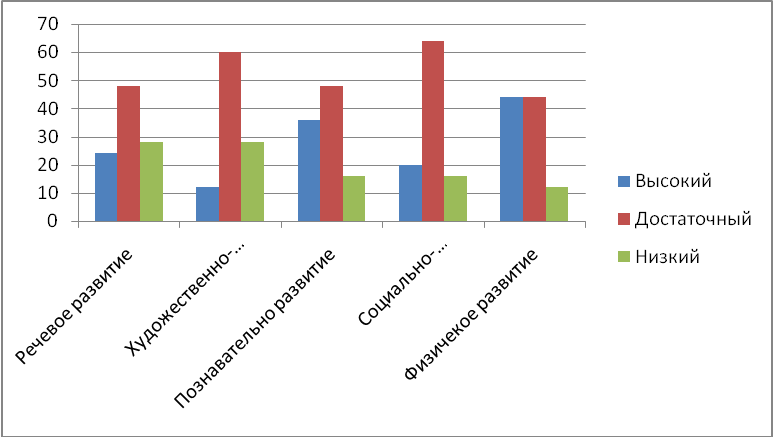 70
60
50
40
30
20
10
0
Речевое развитие
Художественно-...
Познавательно развитие
Социально-...
Физичекое развитие
Высокий
Достаточный
Низкий